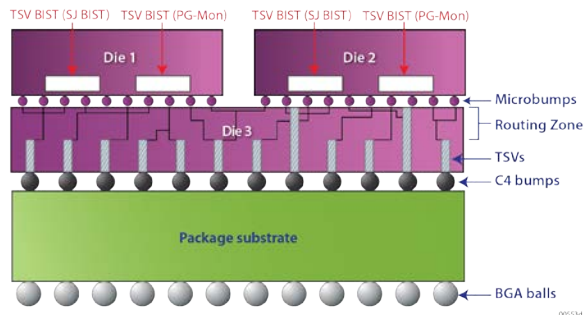 TSV BIST (SJ BIST)
TSV BIST (PG-Mon)
TSV BIST (SJ BIST)
TSV BIST (PG-Mon)
Die 1
Die 2
Microbumps
Routing Zone
Die 3
TSVs
C4 bumps
Package substrate
BGA balls